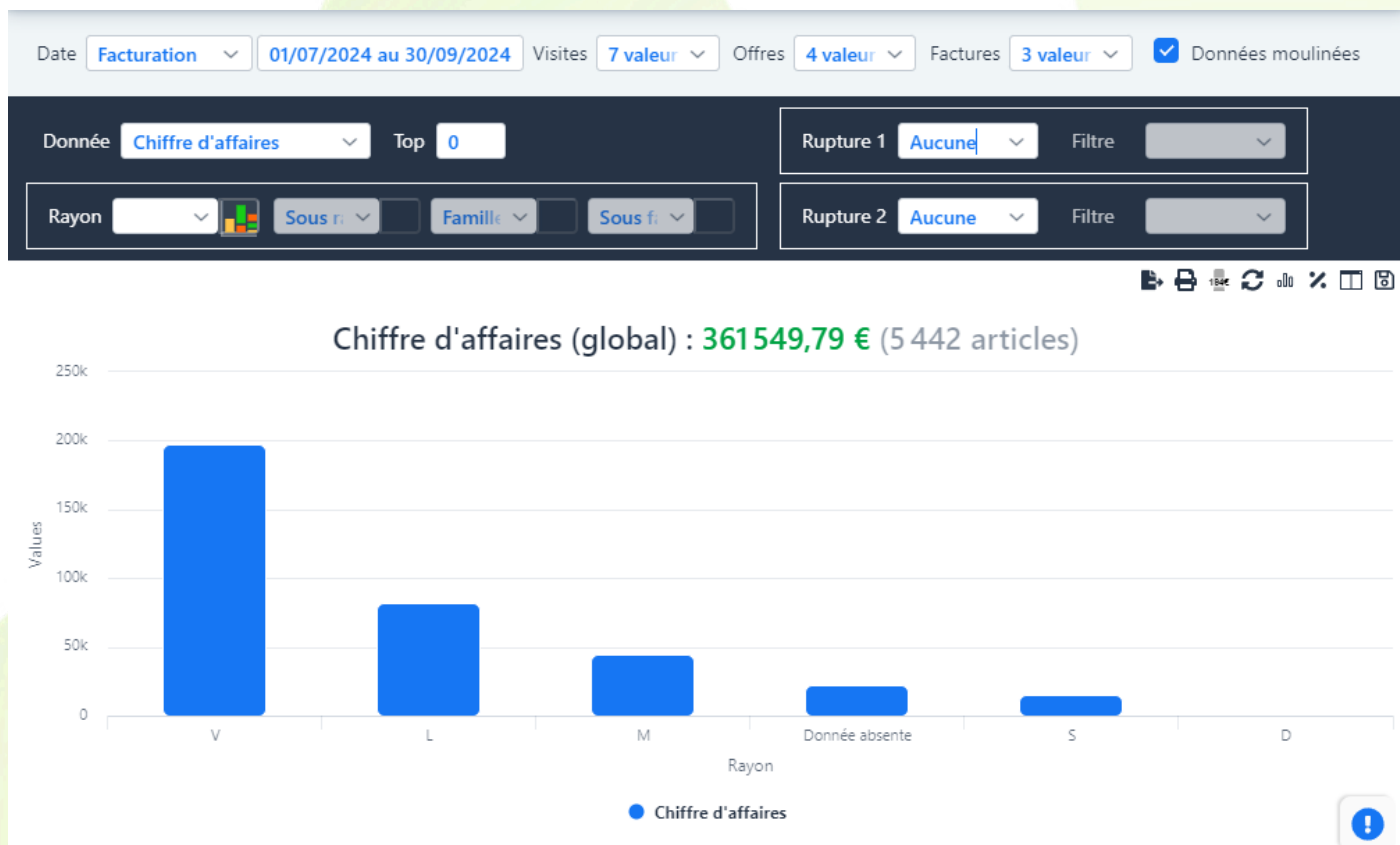 Date Facturation 01/07/2024 au 30/09/2024 Visites 7 valeur Offres 4 valeur Factures 3 valeur Données moulinées
Donnée Chiffre d'affaires Top 0 Rupture 1 Aucune Filtre
Rayon Sous r Famille Sous f Rupture 2 Aucune Filtre
194€
Chiffre d'affaires (global) : 361549,79 € (5 442 articles)
250k
200k
150k
100k
50k
0
Values
V L M Donnée absente S D
Rayon
Chiffre d'affaires